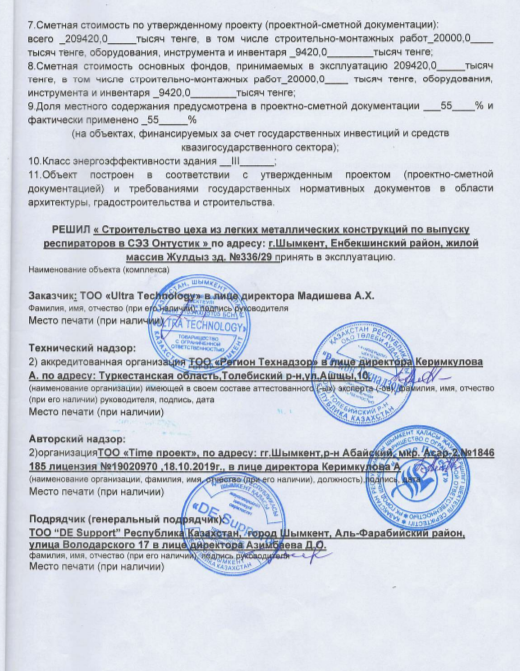 7.Сметная стоимость по утвержденному проекту (проектной-сметной документации):
всего _209420,0_____тысяч тенге, в том числе строительно-монтажных работ_20000,0____
тысяч тенге, оборудования, инструмента и инвентаря _9420,0________тысяч тенге;
8.Сметная стоимость основных фондов, принимаемых в эксплуатацию 209420,0_____тысяч
тенге, в том числе строительно-монтажных работ_20000,0____ тысяч тенге, оборудования,
инструмента и инвентаря _9420,0________тысяч тенге;
9.Доля местного содержания предусмотрена в проектно-сметной документации ___55____% и
фактически применено _55_____%
(на объектах, финансируемых за счет государственных инвестиций и средств
квазигосударственного сектора);
10.Класс энергоэффективности здания __III______;
11.Объект построен в соответствии с утвержденным проектом (проектно-сметной
документацией) и требованиями государственных нормативных документов в области
архитектуры, градостроительства и строительства.
РЕШИЛ « Строительство цеха из легких металлических конструкций по выпуску
респираторов в СЭЗ Онтустик » по адресу: г.Шымкент, Енбекшинский район, жилой
массив Жулдыз зд. №336/29 принять в эксплуатацию.
Наименование объекта (комплекса)
Заказчик: ТОО «Ultra Technology» в лице директора Мадишева А.Х.
Фамилия, имя, отчество (при его наличии), подпись руководителя
Место печати (при наличии)
ULTRA TECHNOLOGY»
ТОВАРИЩЕСТВО
С ОГРАНИЧЕННОЙ
ОТВЕТСТВЕННОСТЬЮ
Технический надзор:
2) аккредитованная организация ТОО «Регион Технадзор» в лице директора Керимкулова
А. по адресу: Туркестанская область,Толебиский р-н,ул.Айщы,10.
(наименование организации) имеющей в своем составе аттестованного (-ых) эксперта (-ов), фамилия, имя, отчество
(при его наличии) руководителя, подпись, дата
Место печати (при наличии)
Авторский надзор:
2)организацияТОО «Time проект», по адресу: гг.Шымкент,р-н Абайский, мкр. Асар-2,№1846
185 лицензия №19020970 ,18.10.2019г., в лице директора Керимкулова А
(наименование организации, фамилия, имя, отчество (при его наличии), должность),подпись, дата
Место печати (при наличии)
Подрядчик (генеральный подрядчик)
«DE Support»
ТОО “DE Support” Республика Казахстан, город Шымкент, Аль-Фарабийский район,
улица Володарского 17 в лице директора Азимбаева Д.О.
фамилия, имя, отчество (при его наличии), подпись руководителя
Место печати (при наличии)